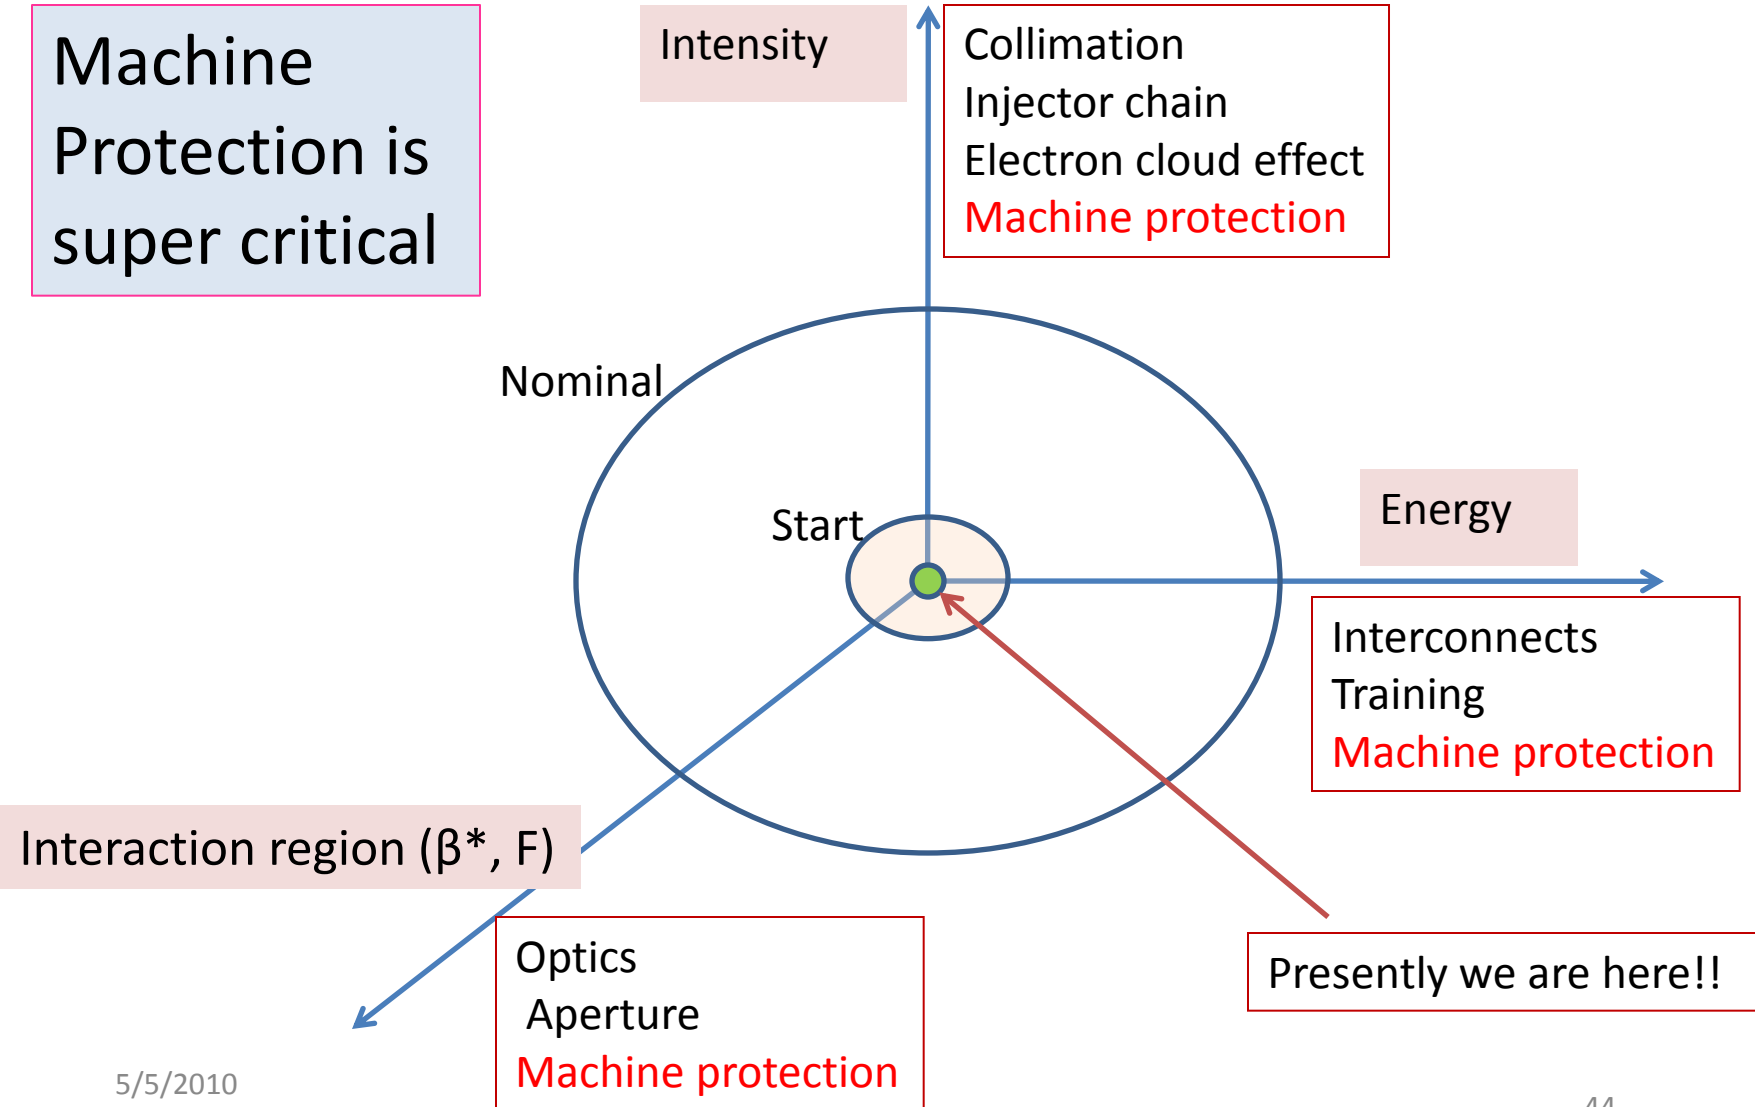 Machine
Protection is
super critical
Intensity
Collimation
Injector chain
Electron cloud effect
Machine protection
Nominal
Start
Energy
Interconnects
Training
Machine protection
Interaction region (β*, F)
Optics
Aperture
Machine protection
Presently we are here!!
5/5/2010
44